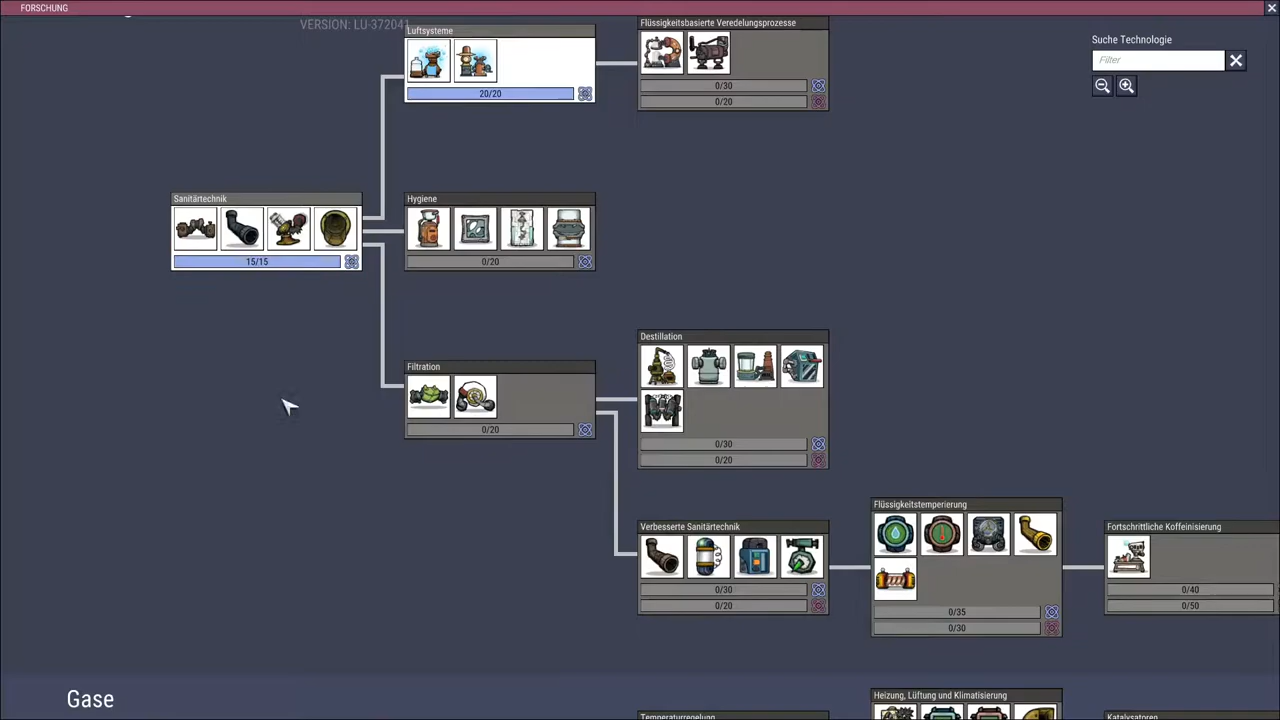 FORSCHUNG
VERSION: LU-372041
Luftsysteme
20/20
Flüssigkeitsbasierte Veredelungsprozesse
0/30
0/20
Suche Technologie
Filter
Sanitärtechnik
15/15
Hygiene
0/20
Filtration
0/20
Destillation
0/30
0/20
Verbesserte Sanitärtechnik
0/30
0/20
Flüssigkeitstemperierung
0/35
0/30
Fortschrittliche Koffeinisierung
0/40
0/50
Gase
Temperaturregelung
Heizung, Lüftung und Klimatisierung
Katalysatoren